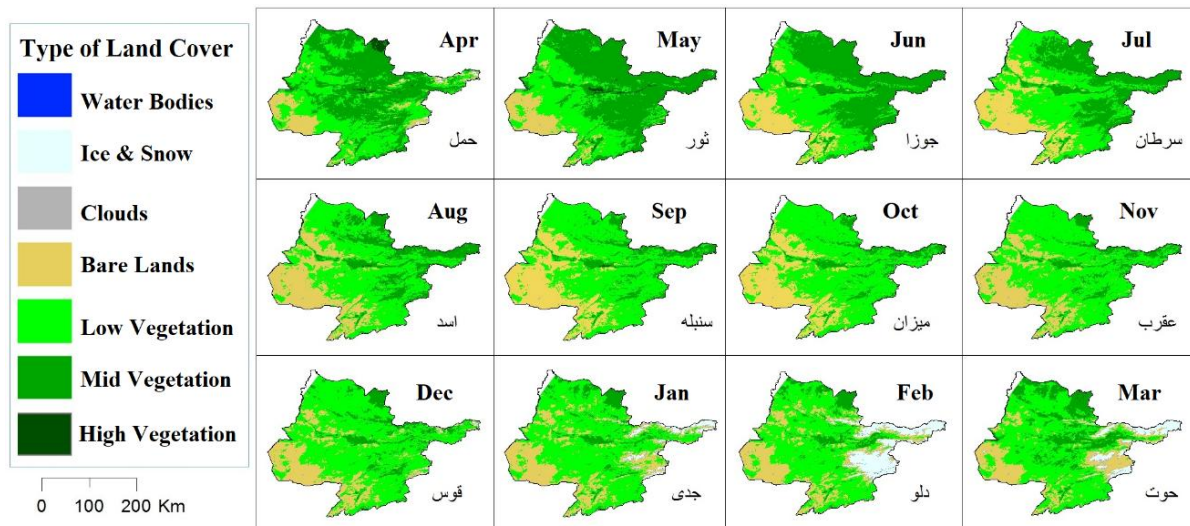 Type of Land Cover
Water Bodies
Ice & Snow
Clouds
Bare Lands
Low Vegetation
Mid Vegetation
High Vegetation
0 100 200 Km
Apr
حمل
May
ثور
Jun
جوزا
Jul
سرطان
Aug
اسد
Sep
سنبله
Oct
میزان
Nov
عقرب
Dec
قوس
Jan
جدی
Feb
دلو
Mar
حوت